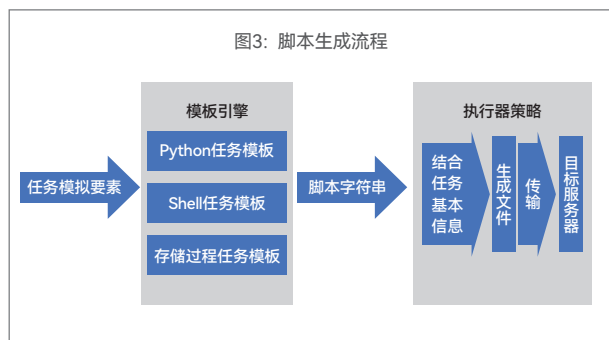 图3: 脚本生成流程
模板引擎
执行器策略
任务模拟要素
Python任务模板
Shell任务模板
存储过程任务模板
脚本字符串
结合
任务
基本
信息
生成文件
传输
目标服务器